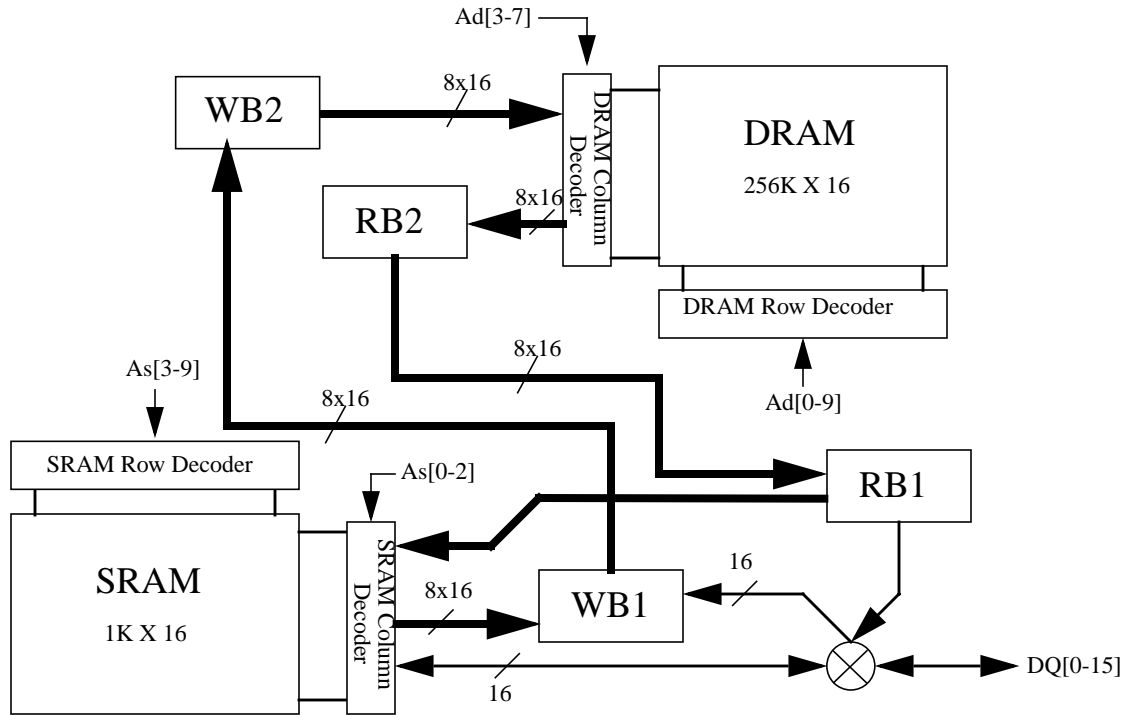 Ad[3-7]
8x16
WB2
DRAM Column
Decoder
DRAM
256K X 16
8x16
RB2
DRAM Row Decoder
8x16
As[3-9]
Ad[0-9]
8x16
SRAM Row Decoder
As[0-2]
RB1
SRAM
1K X 16
SRAM Column
Decoder
8x16
WB1
16
16
DQ[0-15]